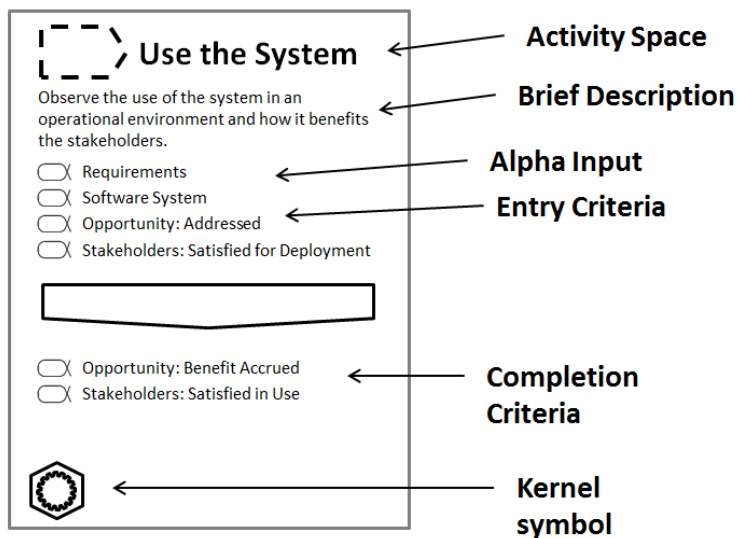 Use the System
Activity Space
Observe the use of the system in an
operational environment and how it benefits
the stakeholders.
Brief Description
Requirements
Alpha Input
Software System
Entry Criteria
Opportunity: Addressed
Stakeholders: Satisfied for Deployment
Opportunity: Benefit Accrued
Stakeholders: Satisfied in Use
Completion
Criteria
Kernel
symbol